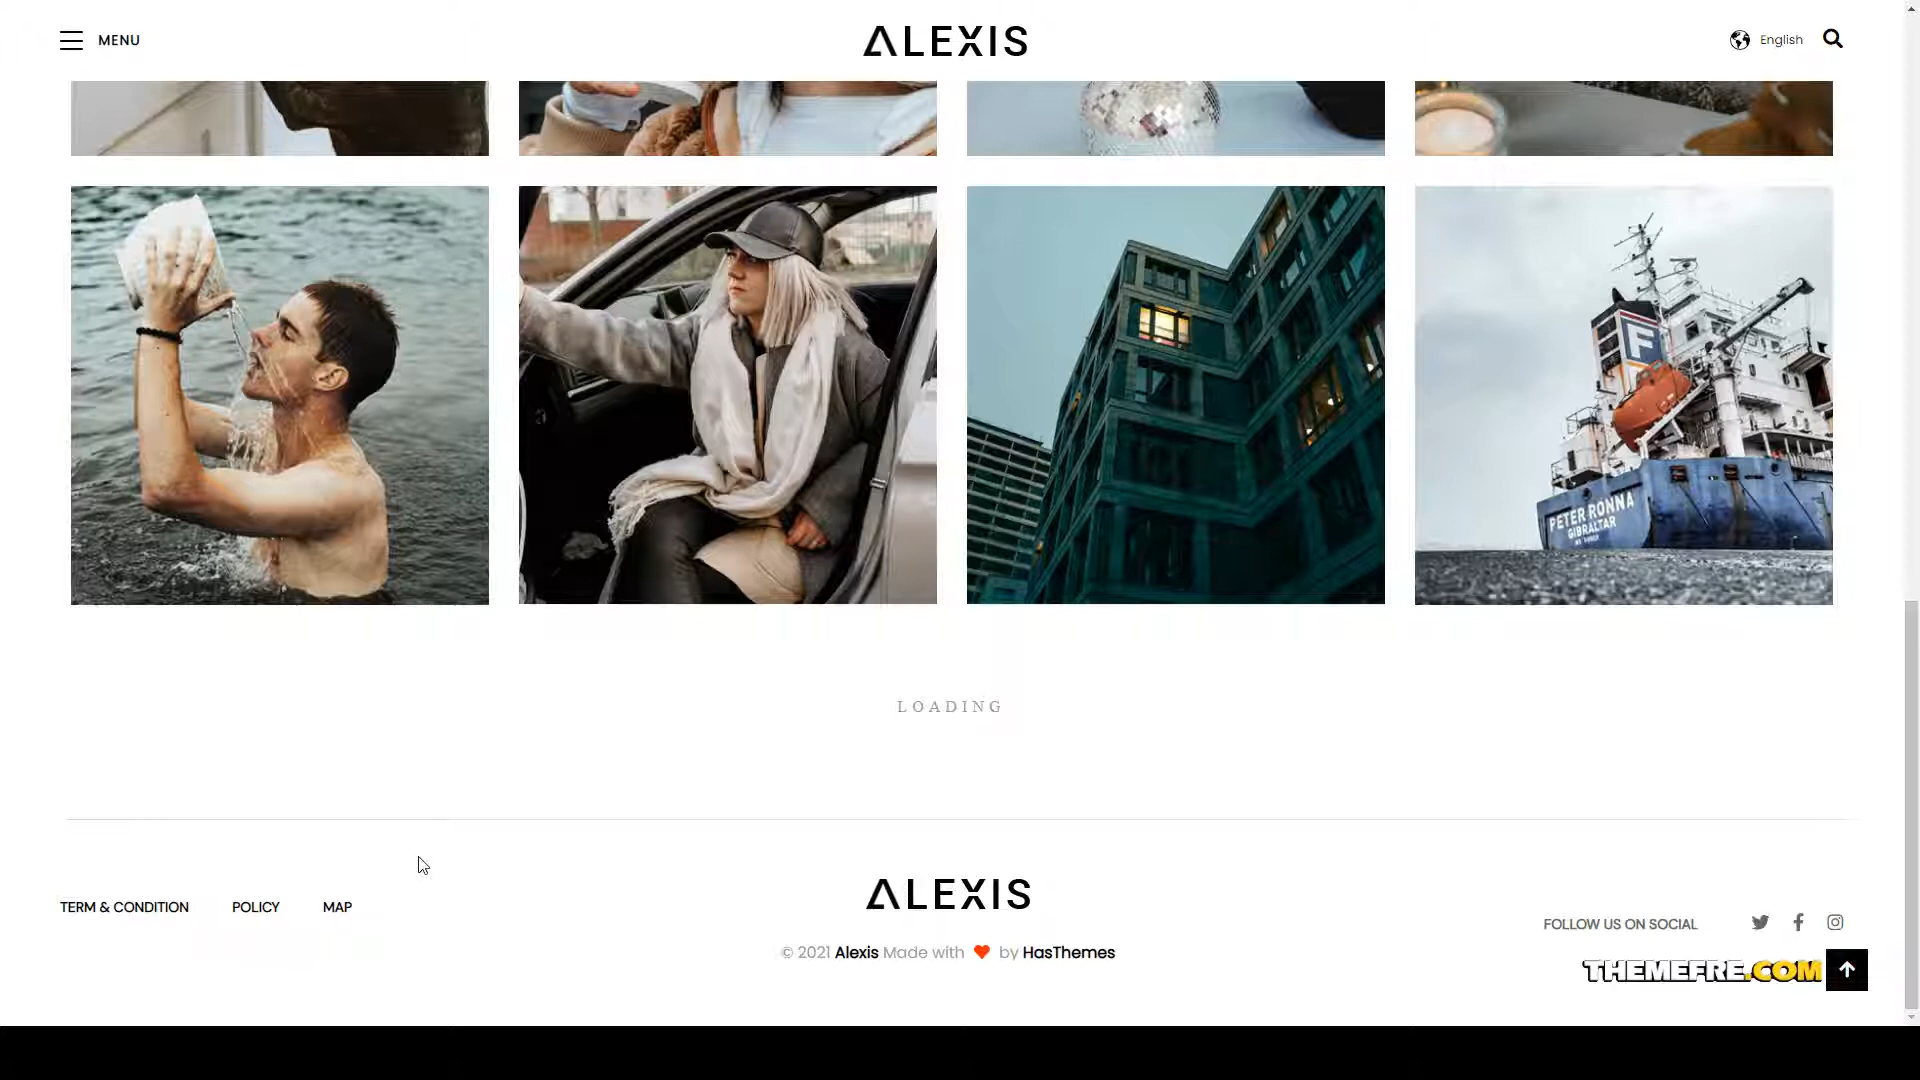 MENU
ALEXIS
English
F
PETER RONNA
GIBRALTAR
LOADING
TERM & CONDITION
POLICY
MAP
ALEXIS
© 2021 Alexis Made with by HasThemes
FOLLOW US ON SOCIAL
THEMEFRE.COM